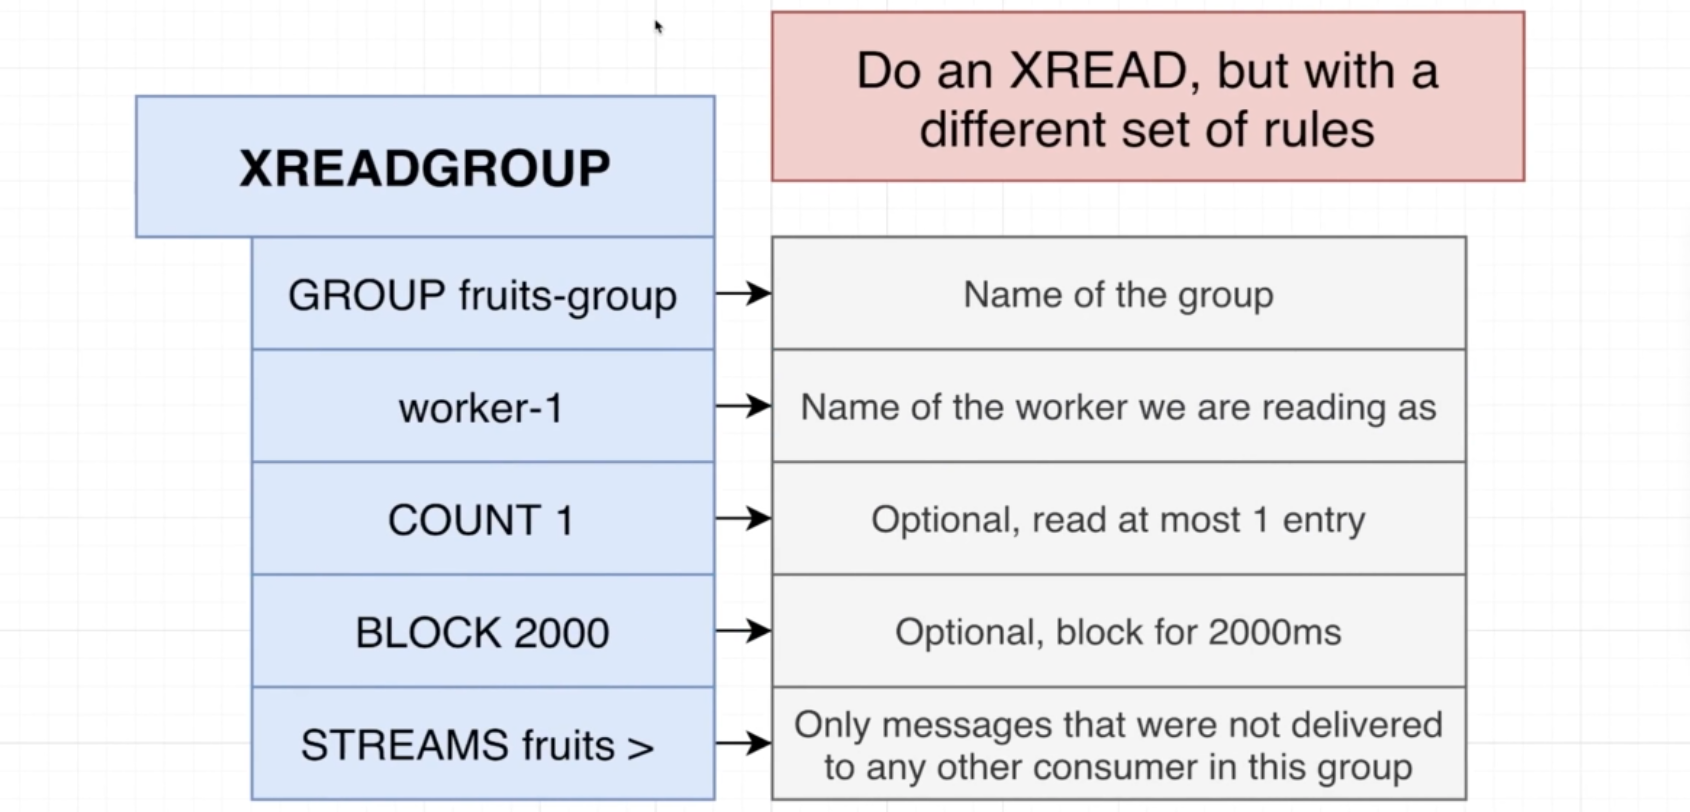 Do an XREAD, but with a
different set of rules
XREADGROUP
GROUP fruits-group
Name of the group
worker-1
Name of the worker we are reading as
COUNT 1
Optional, read at most 1 entry
BLOCK 2000
Optional, block for 2000ms
STREAMS fruits >
Only messages that were not delivered
to any other consumer in this group